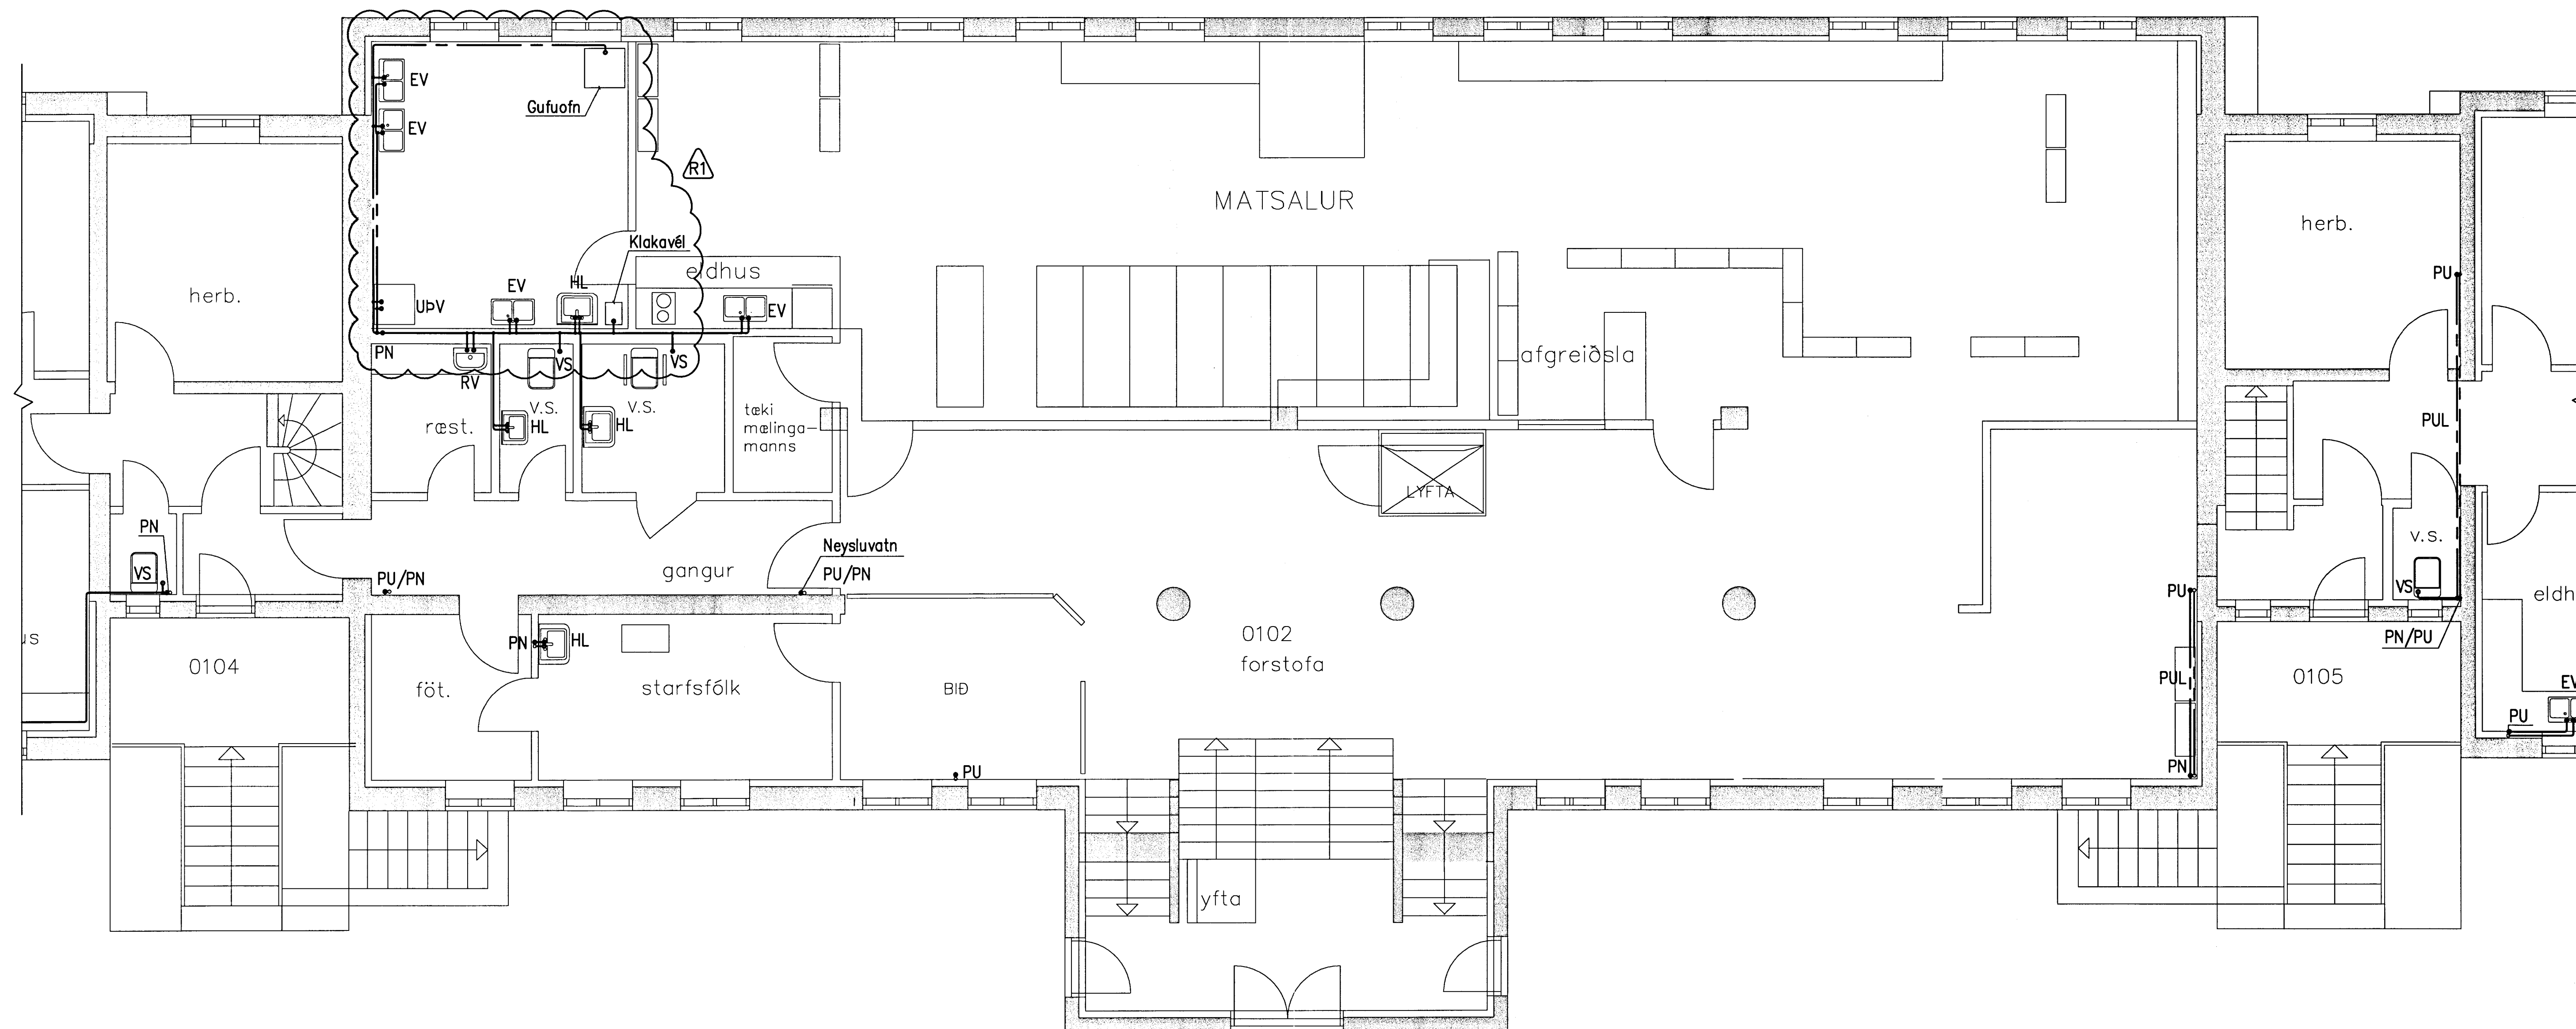 EV
EV
Gufuofn
R1
MATSALUR
herb.
herb.
Klakavél
eldhus
HL
EV
UÞV
EV
PU
PN
RV
VS
VS
afgreiðsla
V.S.
V.S.
HL
HL
ræst.
tæki
mælinga-
manns
PUL
LYFTA
PN
VS
Neysluvatn
PU/PN
PU/PN
gangur
v.s.
VS
PU
PN/PU
PN
HL
0104
föt.
starfsfólk
BIÐ
0102
forstofa
PUL
0105
EV
PU
PU
PN
yfta